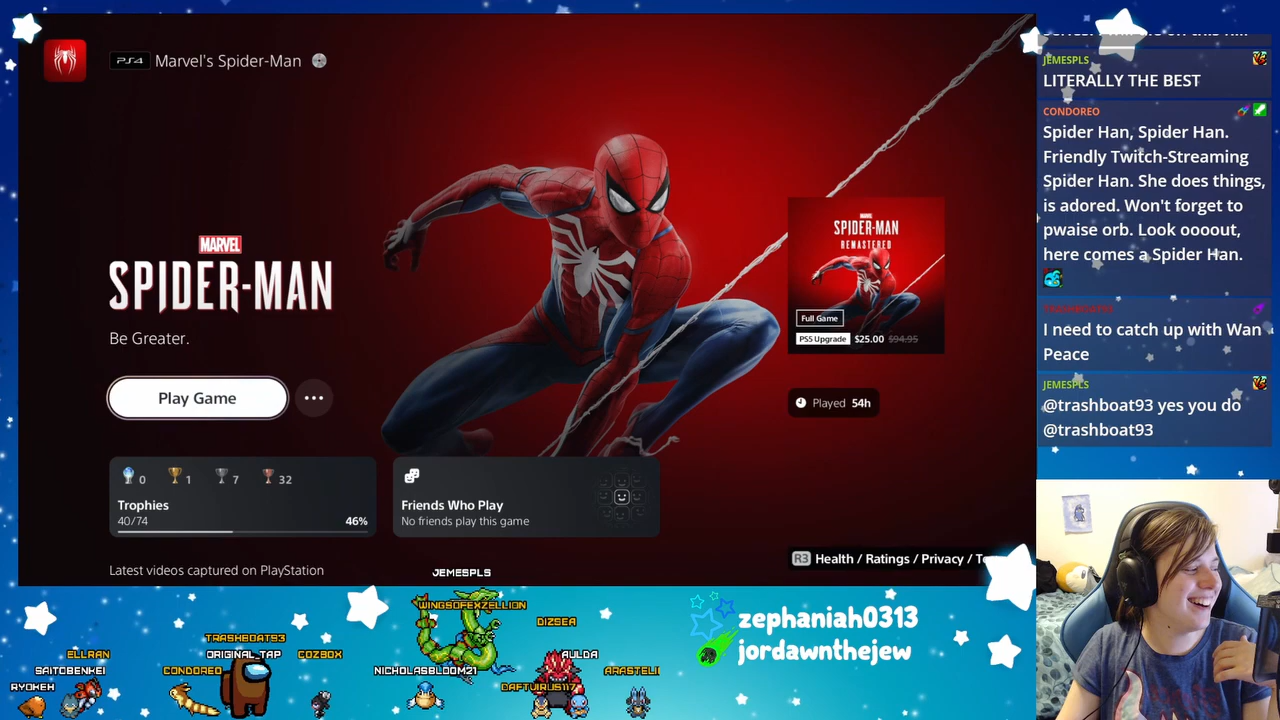 PS4 Marvel's Spider-Man
MARVEL
SPIDER-MAN
Be Greater.
Play Game
0 1 7 32
Trophies
40/74 46%
Friends Who Play
No friends play this game
Latest videos captured on PlayStation
MARVEL
SPIDER-MAN
REMASTERED
Full Game
PS5 Upgrade $25.00 $94.95
Played 54h
R3 Health / Ratings / Privacy / T
JEMESPLS
LITERALLY THE BEST
CONDOREO
Spider Han, Spider Han.
Friendly Twitch-Streaming
Spider Han. She does things,
is adored. Won't forget to
pwaise orb. Look oooout,
here comes a Spider Han.
TRASHBOAT93
I need to catch up with Wan
Peace
JEMESPLS
@trashboat93 yes you do
@trashboat93
JEMESPLS
WINGSOFEXZELLION
DIZSEA
TRASHBOAT93
ELLRAN
ORIGINAL_TAP
COZBOX
AULDA
SAITOBENKEI
CONDOREO
NICHOLASBLOOM21
ARASTELI
RYOKEH
DAFTVIRUS117
zephaniah0313
jordawnthejew